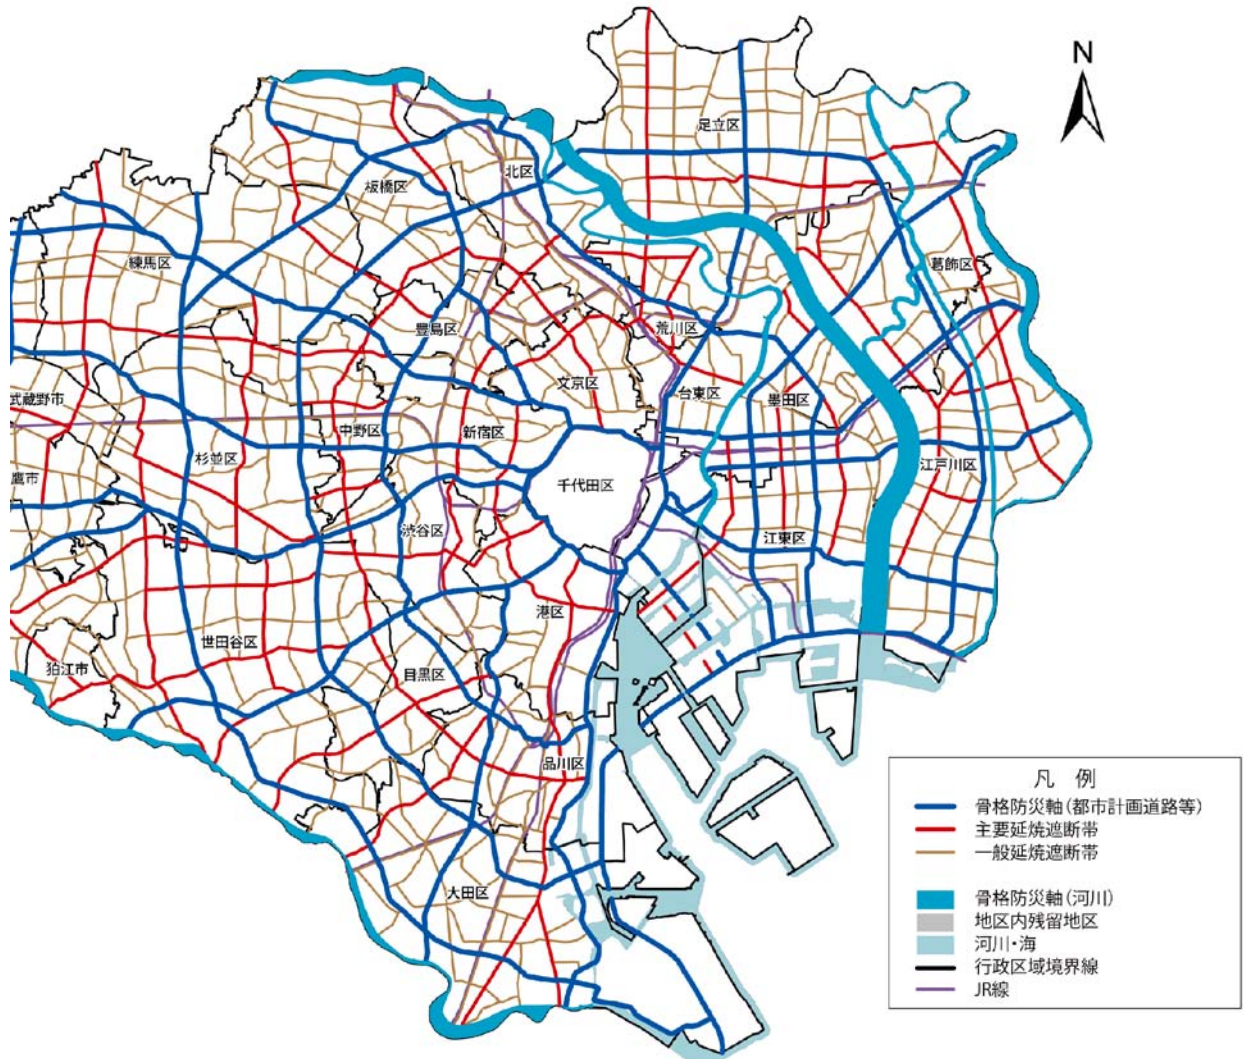 N
足立区
北区
板橋区
葛飾区
練馬区
豊島区
荒川区
文京区
台東区
武蔵野市
墨田区
中野区
新宿区
杉並区
江戸川区
鷹市
千代田区
渋谷区
江東区
港区
世田谷区
狛江市
目黒区
品川区
大田区
凡 例
骨格防災軸(都市計画道路等)
主要延焼遮断帯
一般延焼遮断帯
骨格防災軸(河川)
地区内残留地区
河川・海
行政区域境界線
JR線